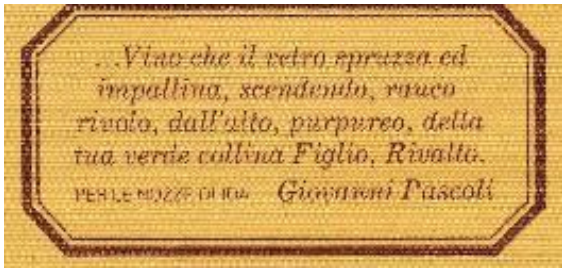 ...Vino che il vetro spruzza ed
impallina, scendendo, rauco
rivolo, dall'alto, purpureo, della
tua verde collina Figlio, Rivalto.
PER LE NOZZE DI IDA Giovanni Pascoli